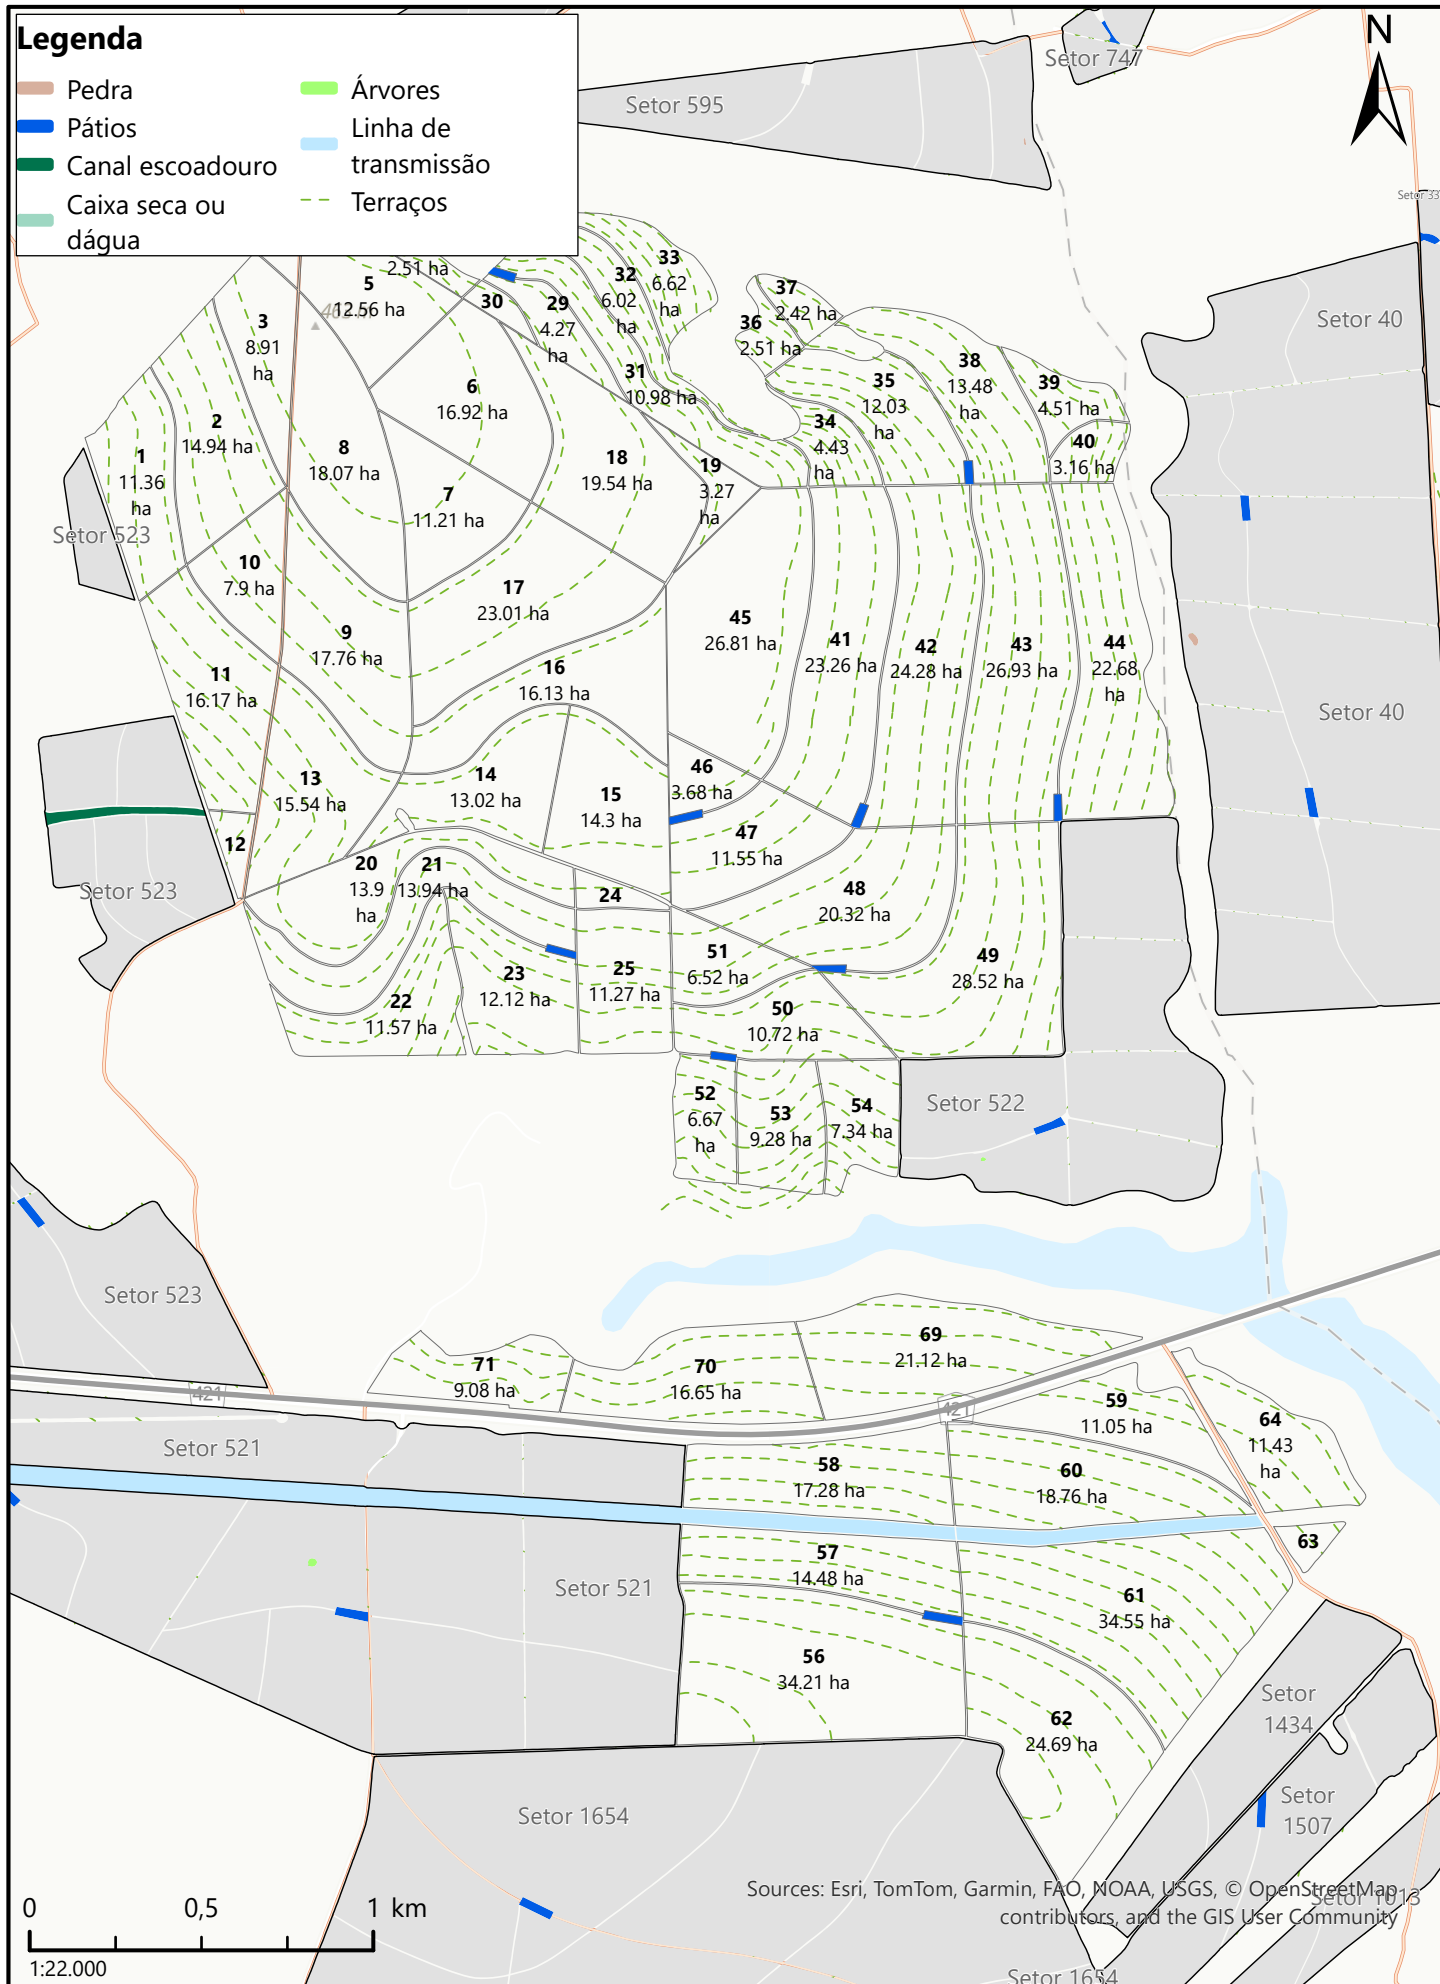 Legenda
Pedra
Pátios
Canal escoadouro
Caixa seca ou
dágua
Árvores
Linha de
transmissão
Terraços
N
Setor 747
Setor 595
Setor 33
Setor 40
2.51 ha
5
12.56 ha
3
8.91
ha
30
29
4.27
ha
32
6.02
ha
33
6.62
ha
37
2.42 ha
36
2.51 ha
38
13.48
ha
39
4.51 ha
40
3.16 ha
35
12.03
ha
34
4.43
ha
31
10.98 ha
6
16.92 ha
2
14.94 ha
1
11.36
ha
8
18.07 ha
7
11.21 ha
18
19.54 ha
19
3.27
ha
Setor 523
10
7.9 ha
17
23.01 ha
9
17.76 ha
11
16.17 ha
16
16.13 ha
45
26.81 ha
41
23.26 ha
42
24.28 ha
43
26.93 ha
44
22.68
ha
Setor 40
13
15.54 ha
14
13.02 ha
15
14.3 ha
46
3.68 ha
47
11.55 ha
12
Setor 523
20
13.9
ha
21
13.94 ha
24
48
20.32 ha
49
28.52 ha
51
6.52 ha
23
12.12 ha
25
11.27 ha
22
11.57 ha
50
10.72 ha
52
6.67
ha
53
9.28 ha
54
7.34 ha
Setor 522
Setor 523
69
21.12 ha
71
9.08 ha
70
16.65 ha
421
421
59
11.05 ha
64
11.43
ha
Setor 521
58
17.28 ha
60
18.76 ha
63
57
14.48 ha
Setor 521
61
34.55 ha
56
34.21 ha
62
24.69 ha
Setor
1434
Setor
1507
Setor 1654
Setor 1013
Sources: Esri, TomTom, Garmin, FAO, NOAA, USGS, © OpenStreetMap
contributors, and the GIS User Community
Setor 1654
0 0,5 1 km
1:22.000